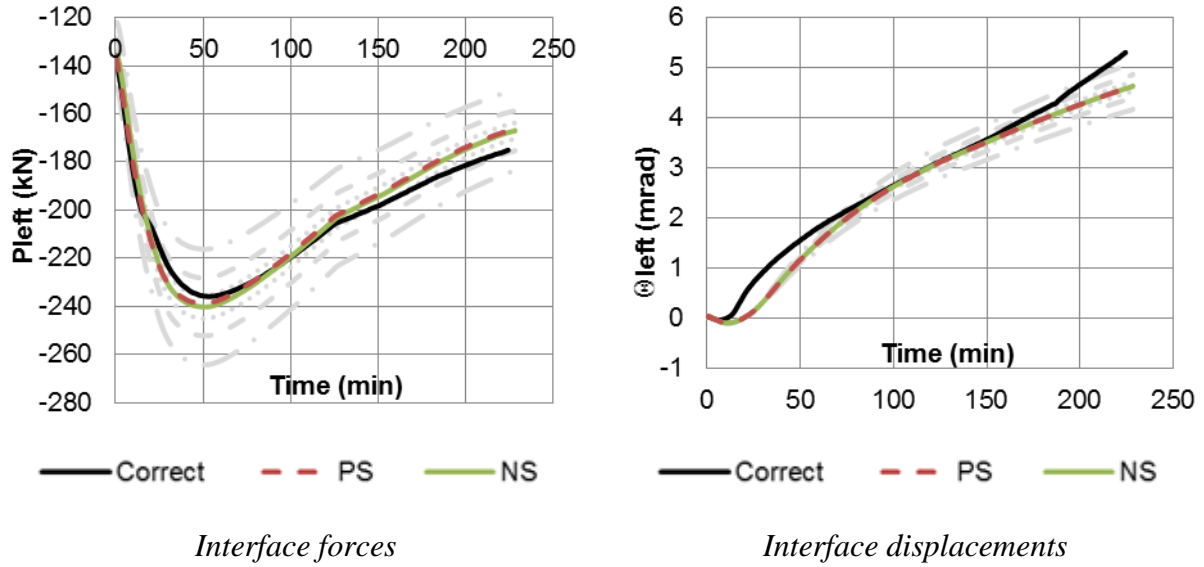 -120
-140
-160
-180
-200
-220
-240
-260
-280
0 50 100 150 200 250
Pleft (kN)
Time (min)
Correct PS NS
Interface forces
6
5
4
3
2
1
0
-1
Θ left (mrad)
Time (min)
0 50 100 150 200 250
Correct PS NS
Interface displacements